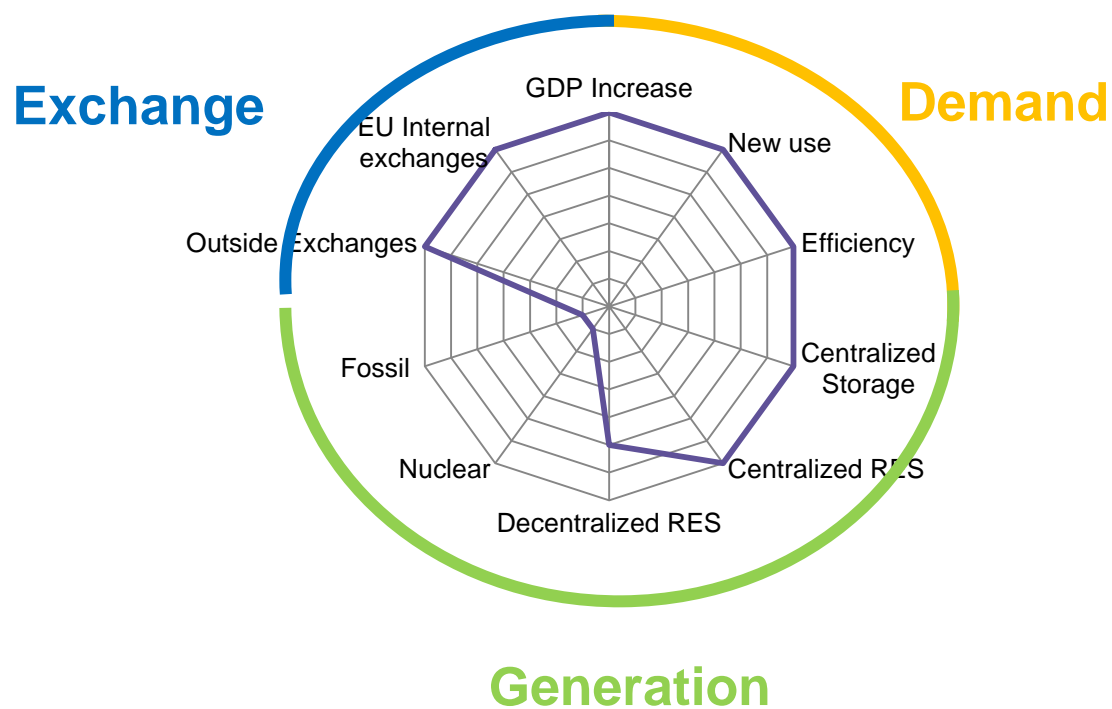 GDP Increase
Exchange
Demand
EU Internal
exchanges
New use
Outside Exchanges
Efficiency
Centralized
Storage
Fossil
Nuclear
Centralized RES
Decentralized RES
Generation